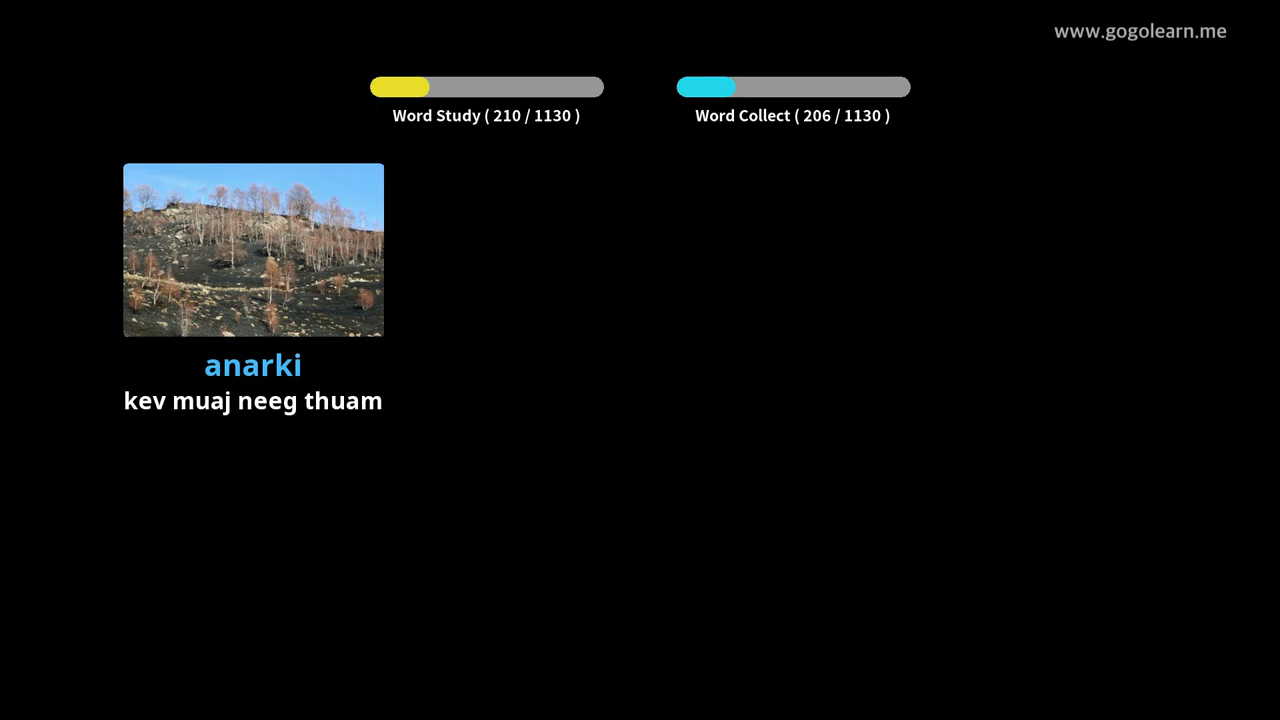 www.gogolearn.me
Word Study ( 210 / 1130 )
Word Collect ( 206 / 1130 )
anarki
kev muaj neeg thuam